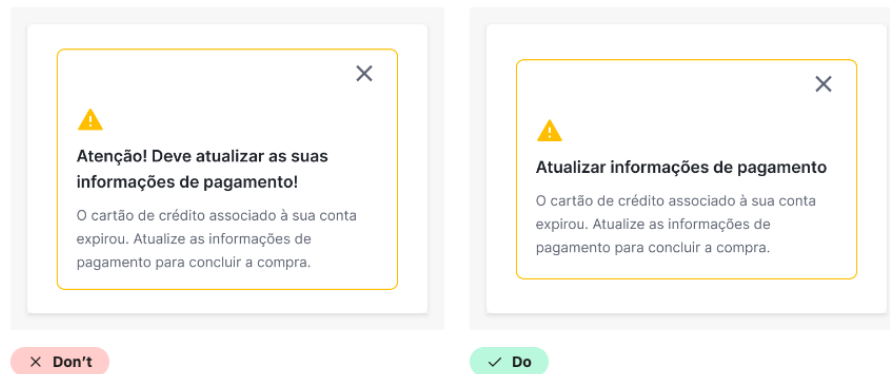 Atenção! Deve atualizar as suas
informações de pagamento!
O cartão de crédito associado à sua conta
expirou. Atualize as informações de
pagamento para concluir a compra.
Don't
Atualizar informações de pagamento
O cartão de crédito associado à sua conta
expirou. Atualize as informações de
pagamento para concluir a compra.
Do